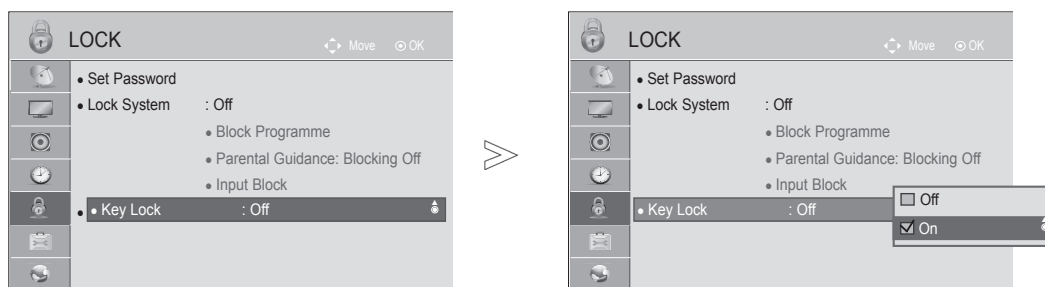 LOCK
Move OK
• Set Password
• Lock System : Off
• Block Programme
• Parental Guidance: Blocking Off
• Input Block
• • Key Lock : Off
LOCK
Move OK
• Set Password
• Lock System : Off
• Block Programme
• Parental Guidance: Blocking Off
• Input Block
• Key Lock : Off
Off
On